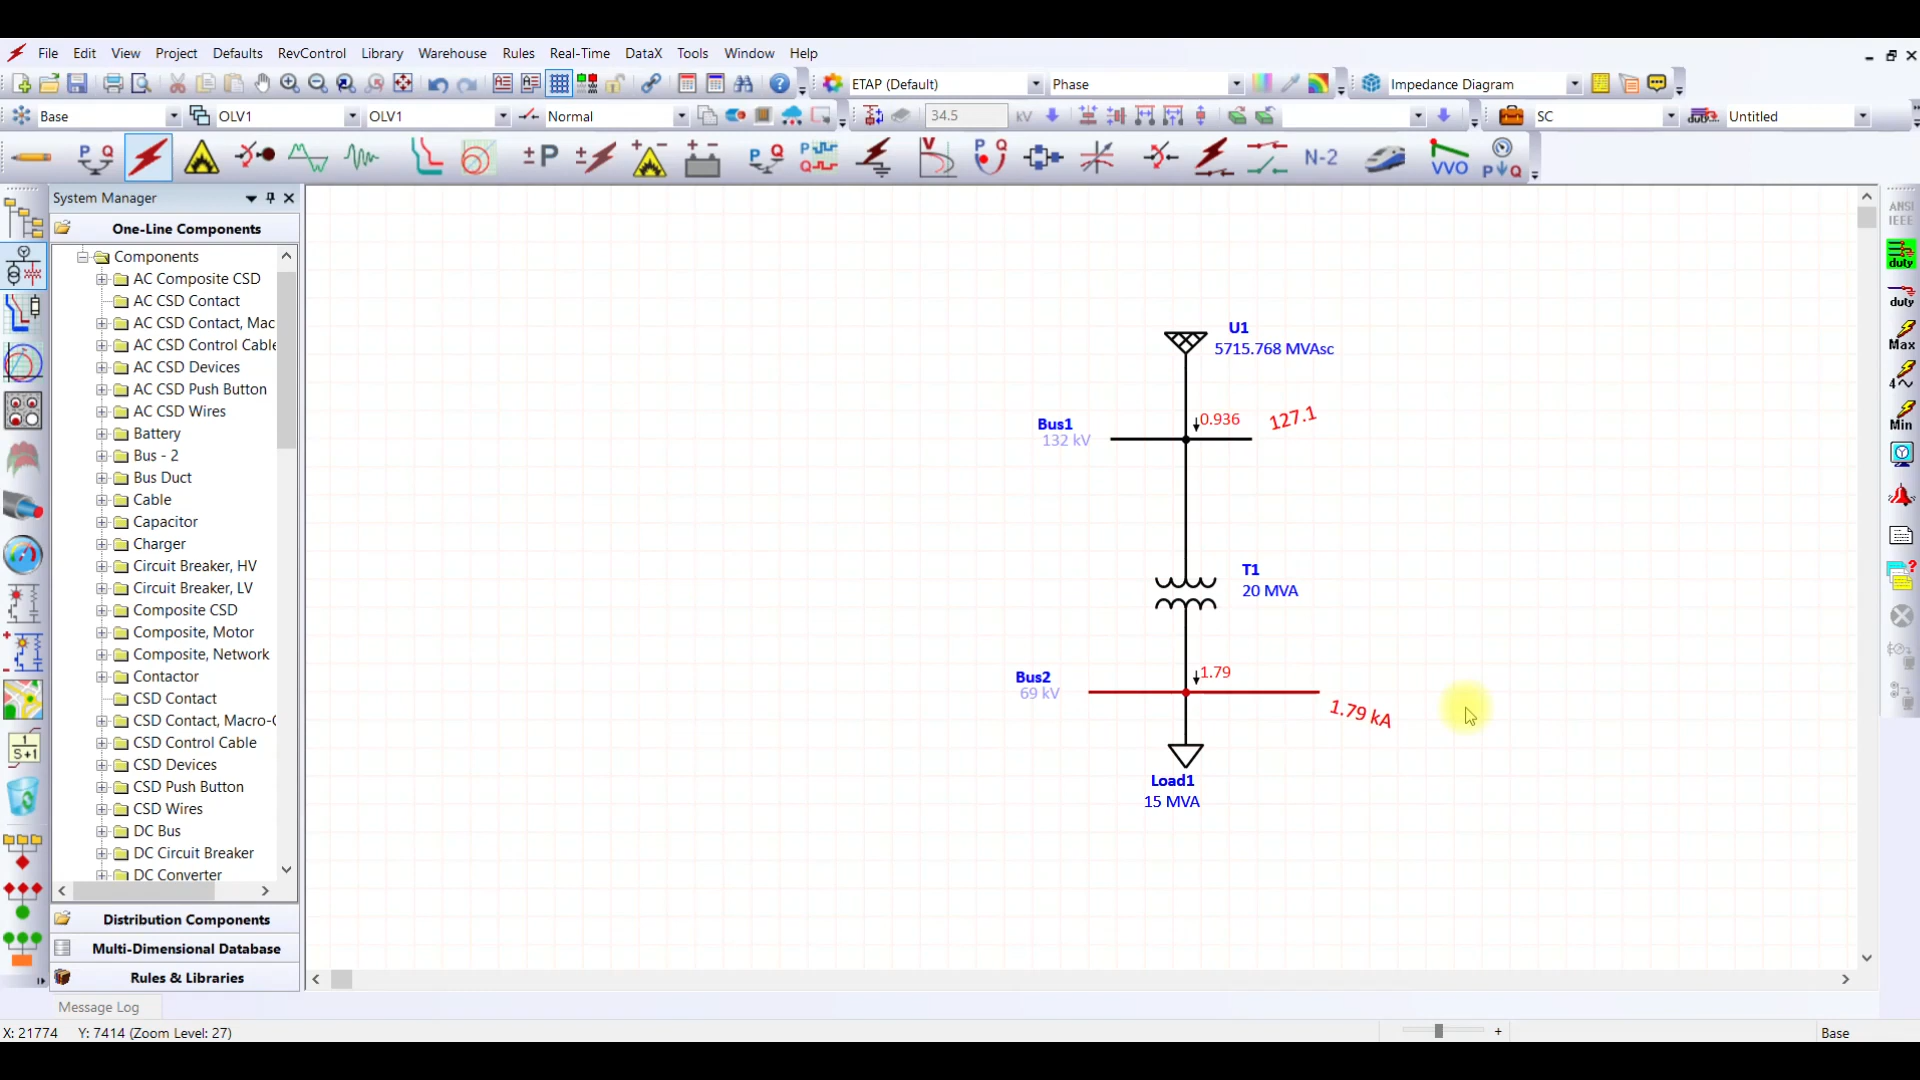 File Edit View Project Defaults RevControl Library Warehouse Rules Real-Time DataX Tools Window Help
ETAP (Default) Phase Impedance Diagram
Base OLV1 OLV1 Normal 34.5 kV SC Untitled
P Q ±P P Q P Q V P Q N-2 VVO P Q
System Manager
One-Line Components
Components
AC Composite CSD
AC CSD Contact
AC CSD Contact, Mac
AC CSD Control Cable
AC CSD Devices
AC CSD Push Button
AC CSD Wires
Battery
Bus - 2
Bus Duct
Cable
Capacitor
Charger
Circuit Breaker, HV
Circuit Breaker, LV
Composite CSD
Composite, Motor
Composite, Network
Contactor
CSD Contact
CSD Contact, Macro-C
CSD Control Cable
CSD Devices
CSD Push Button
CSD Wires
DC Bus
DC Circuit Breaker
DC Converter
Distribution Components
Multi-Dimensional Database
Rules & Libraries
1
S+1
U1
5715.768 MVAsc
Bus1
132 kV
0.936
127.1
T1
20 MVA
Bus2
69 kV
1.79
1.79 kA
Load1
15 MVA
ANSI
IEEE
duty
duty
Max
4
Min
Message Log
X: 21774 Y: 7414 (Zoom Level: 27)
Base